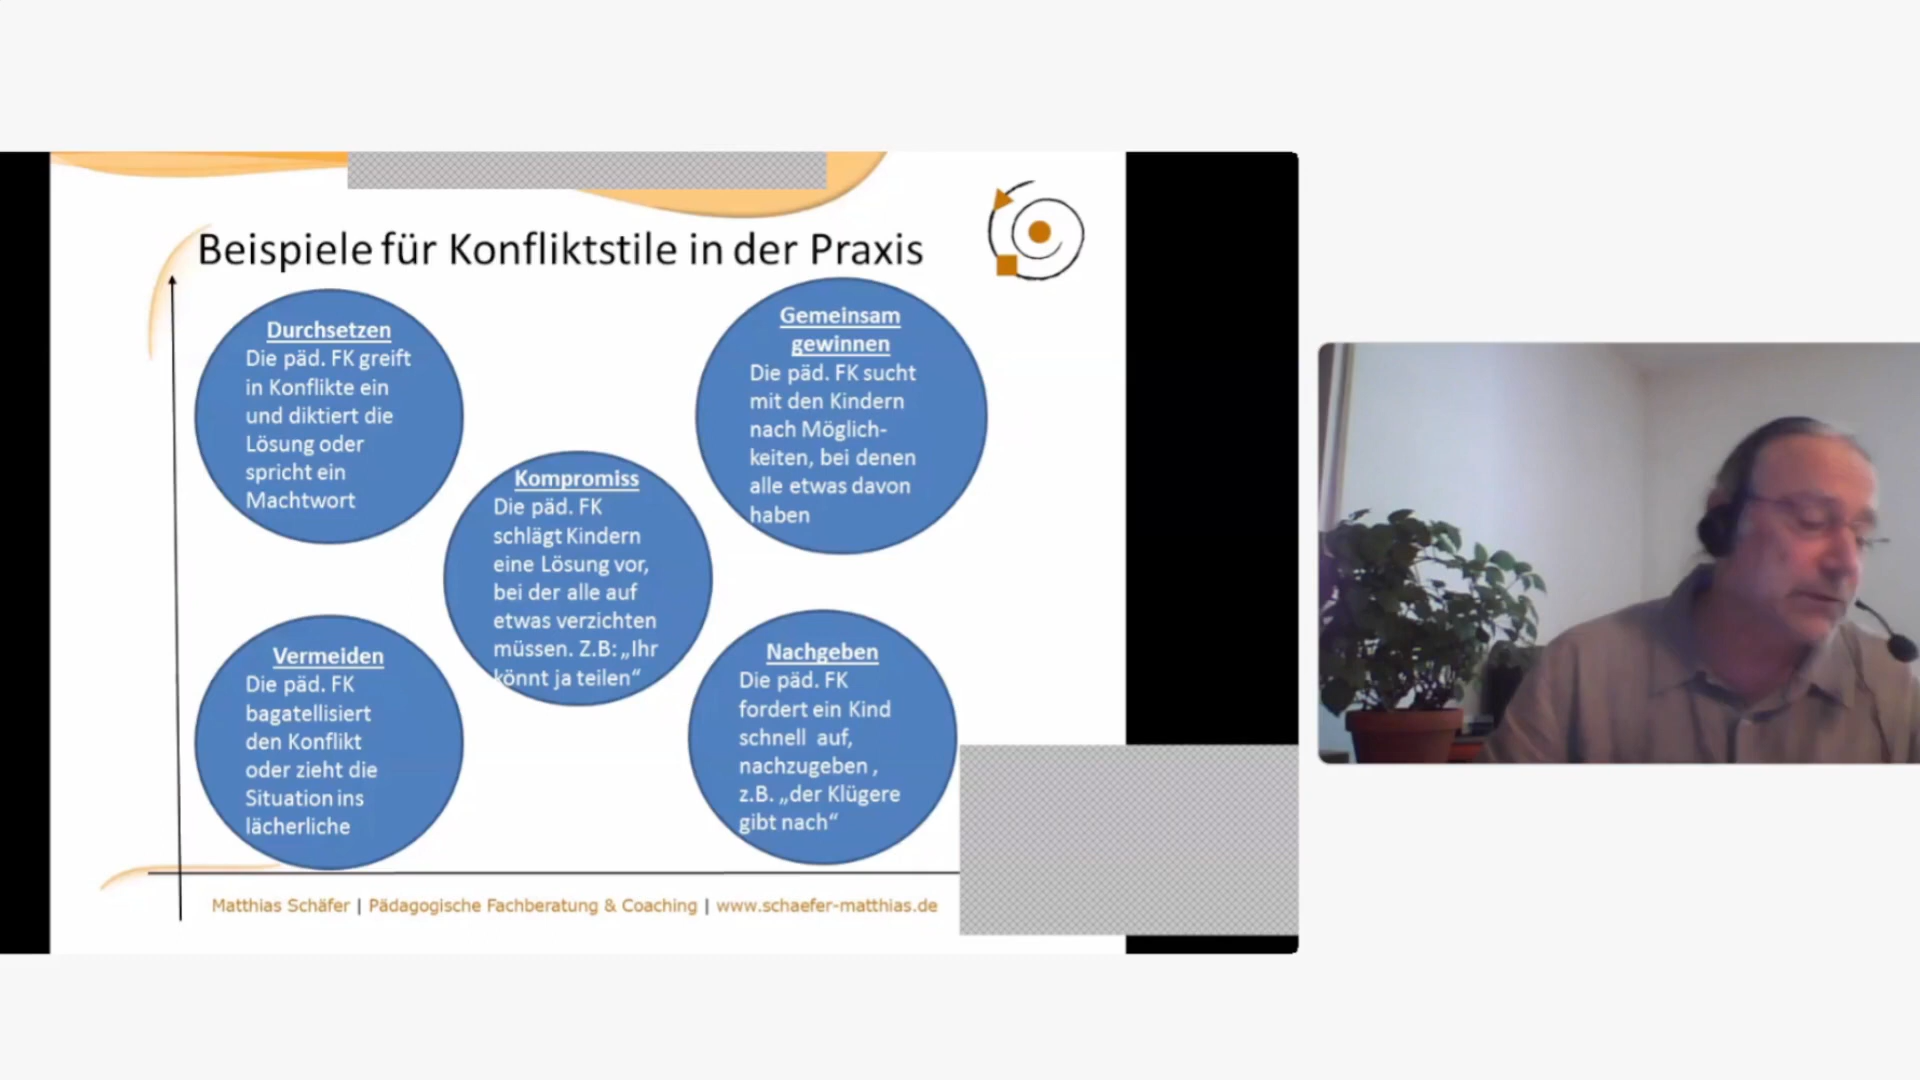 Beispiele für Konfliktstile in der Praxis
Durchsetzen
Die päd. FK greift
in Konflikte ein
und diktiert die
Lösung oder
spricht ein
Machtwort
Gemeinsam
gewinnen
Die päd. FK sucht
mit den Kindern
nach Möglich-
keiten, bei denen
alle etwas davon
haben
Kompromiss
Die päd. FK
schlägt Kindern
eine Lösung vor,
bei der alle auf
etwas verzichten
müssen. Z.B: „Ihr
könnt ja teilen“
Vermeiden
Die päd. FK
bagatellisiert
den Konflikt
oder zieht die
Situation ins
lächerliche
Nachgeben
Die päd. FK
fordert ein Kind
schnell auf,
nachzugeben ,
z.B. „der Klügere
gibt nach“
Matthias Schäfer | Pädagogische Fachberatung & Coaching | www.schaefer-matthias.de